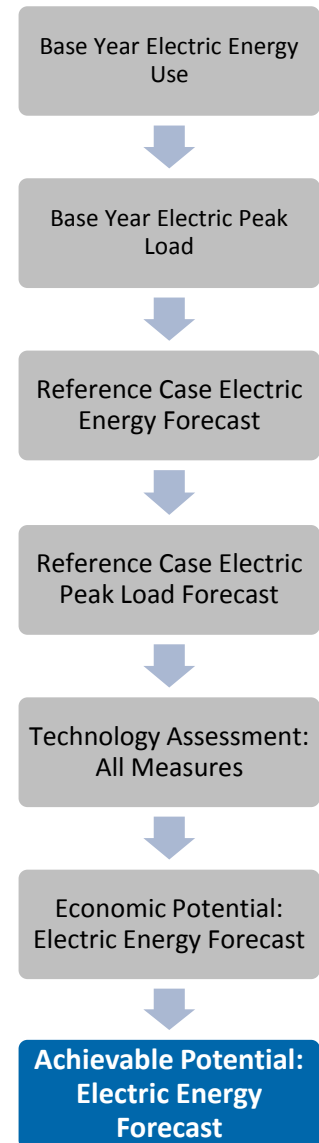 Base Year Electric Energy
Use
Base Year Electric Peak
Load
Reference Case Electric
Energy Forecast
Reference Case Electric
Peak Load Forecast
Technology Assessment:
All Measures
Economic Potential:
Electric Energy Forecast
Achievable Potential:
Electric Energy
Forecast